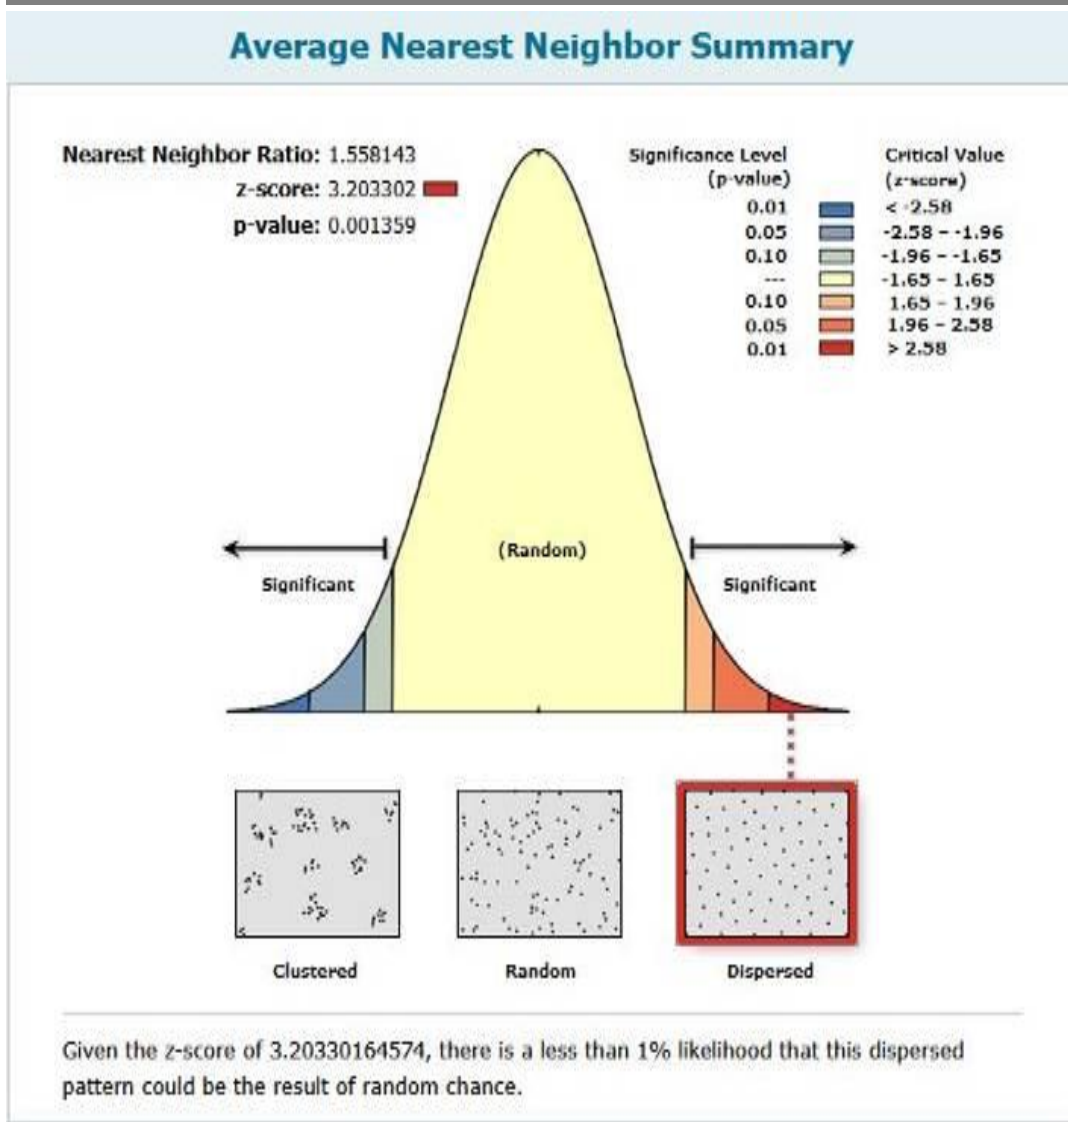 Average Nearest Neighbor Summary
Nearest Neighbor Ratio: 1.558143
z-score: 3.203302
p-value: 0.001359
Significance Level
(p-value)
Critical Value
(z-score)
0.01 < -2.58
0.05 -2.58 - -1.96
0.10 -1.96 - -1.65
--- -1.65 - 1.65
0.10 1.65 - 1.96
0.05 1.96 - 2.58
0.01 > 2.58
(Random)
Significant
Significant
Clustered
Random
Dispersed
Given the z-score of 3.20330164574, there is a less than 1% likelihood that this dispersed
pattern could be the result of random chance.